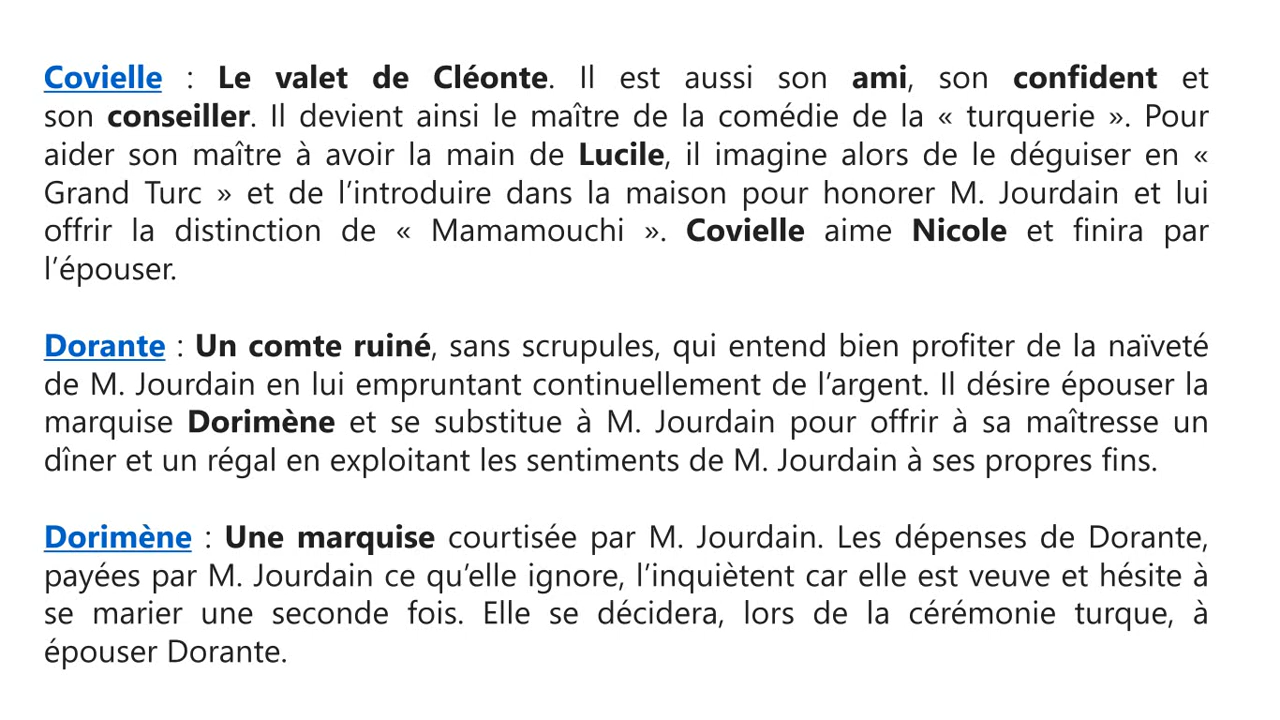 Covielle : Le valet de Cléonte. Il est aussi son ami, son confident et
son conseiller. Il devient ainsi le maître de la comédie de la « turquerie ». Pour
aider son maître à avoir la main de Lucile, il imagine alors de le déguiser en «
Grand Turc » et de l’introduire dans la maison pour honorer M. Jourdain et lui
offrir la distinction de « Mamamouchi ». Covielle aime Nicole et finira par
l’épouser.
Dorante : Un comte ruiné, sans scrupules, qui entend bien profiter de la naïveté
de M. Jourdain en lui empruntant continuellement de l’argent. Il désire épouser la
marquise Dorimène et se substitue à M. Jourdain pour offrir à sa maîtresse un
dîner et un régal en exploitant les sentiments de M. Jourdain à ses propres fins.
Dorimène : Une marquise courtisée par M. Jourdain. Les dépenses de Dorante,
payées par M. Jourdain ce qu’elle ignore, l’inquiètent car elle est veuve et hésite à
se marier une seconde fois. Elle se décidera, lors de la cérémonie turque, à
épouser Dorante.